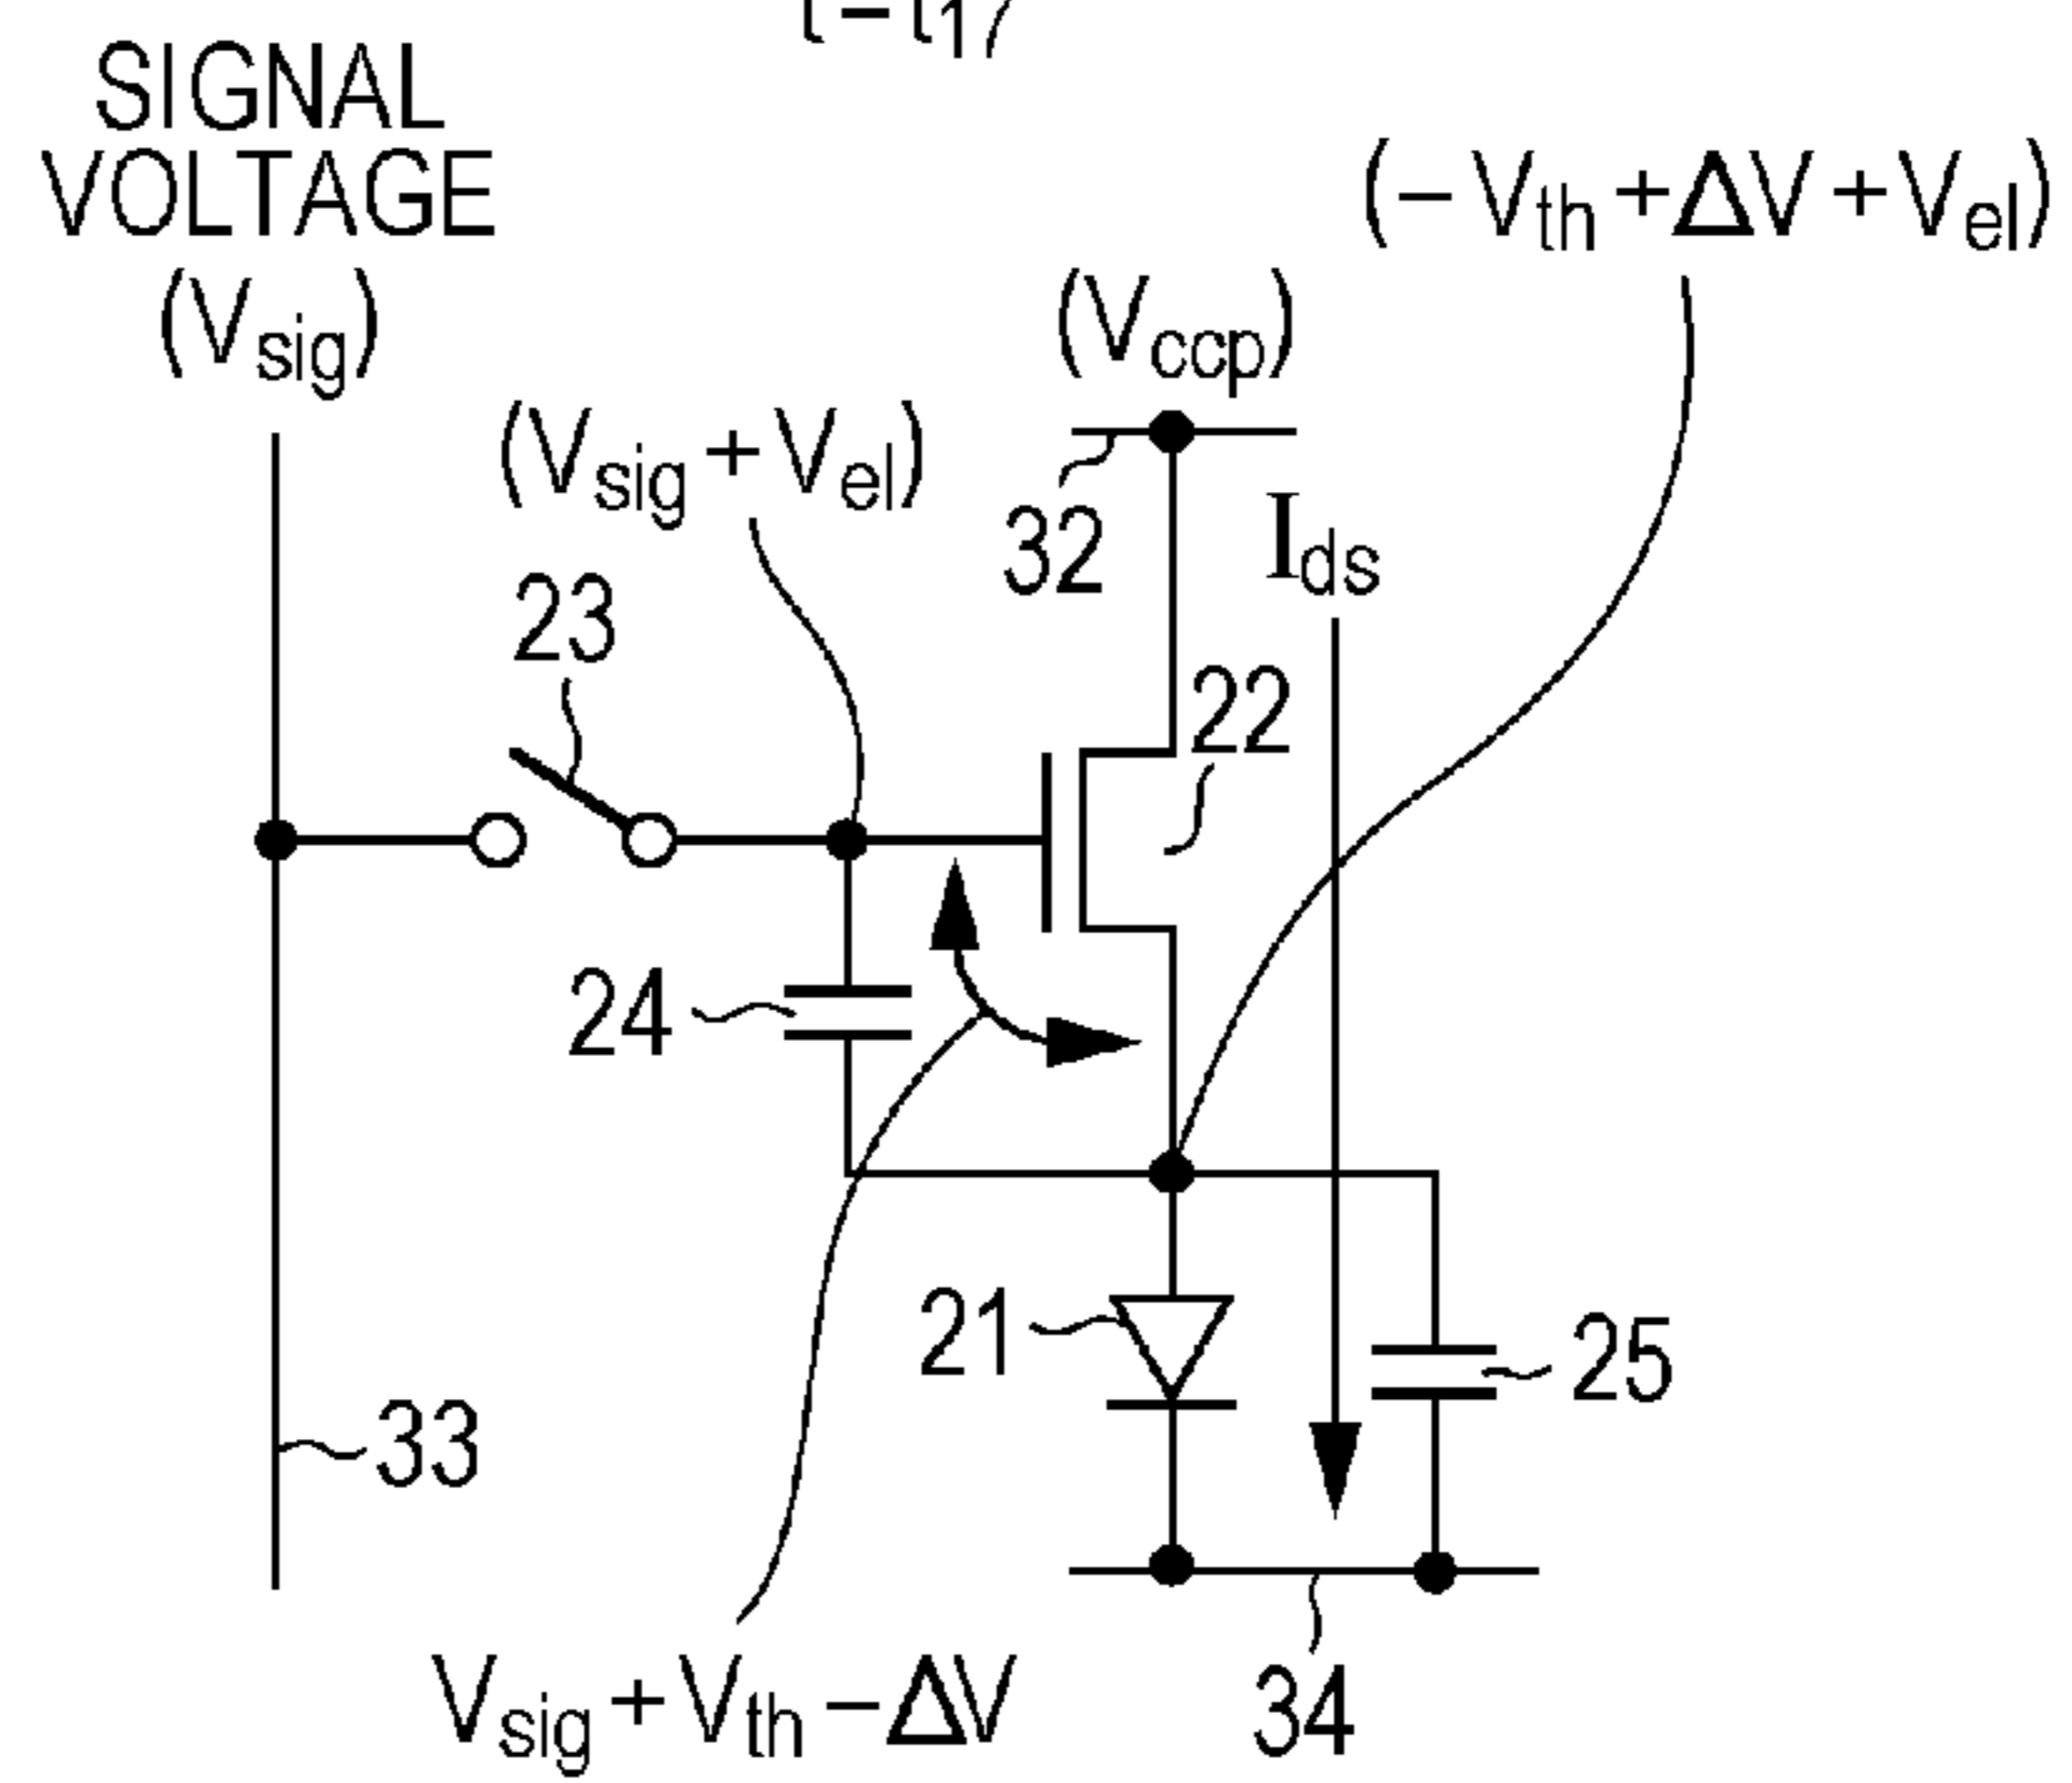 t=t17
SIGNAL
VOLTAGE
(Vsig)
(−Vth+ΔV+Vel)
(Vccp)
(Vsig+Vel)
32
Ids
23
22
24
21
25
33
Vsig+Vth−ΔV
34